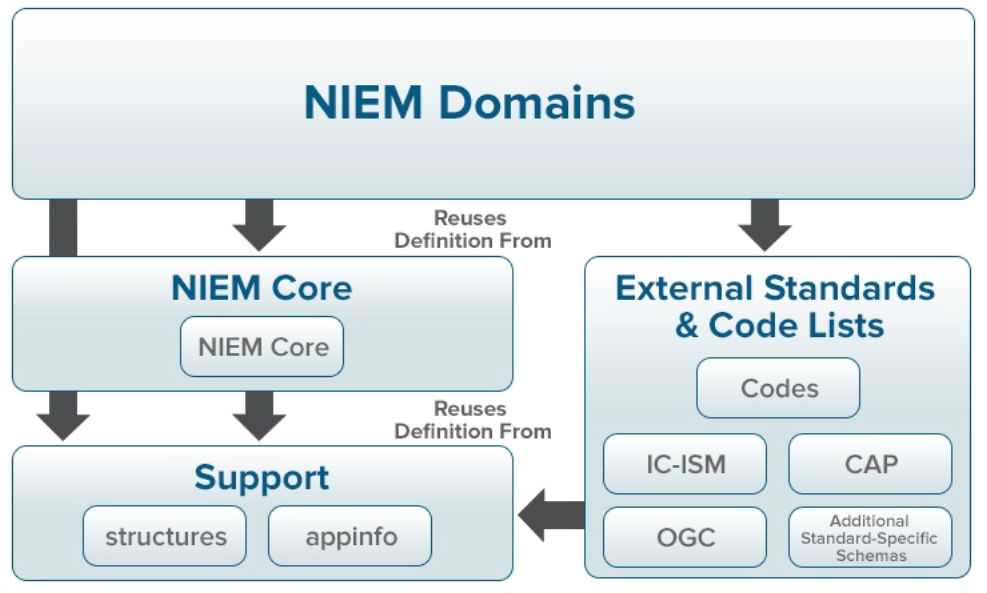 NIEM Domains
Reuses
Definition From
NIEM Core
NIEM Core
External Standards
& Code Lists
Codes
IC-ISM
CAP
OGC
Additional
Standard-Specific
Schemas
Reuses
Definition From
Support
structures
appinfo